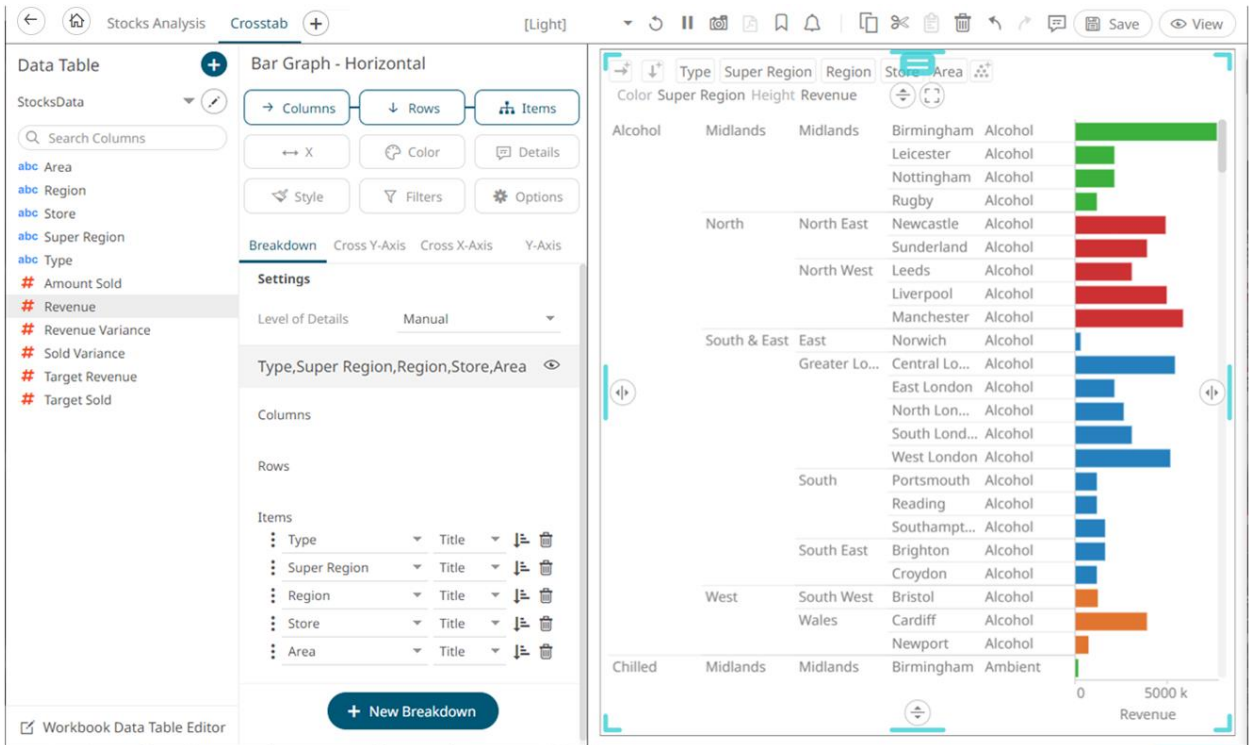 Stocks Analysis Crosstab [Light] Save View
Data Table
StocksData
Search Columns
abc Area
abc Region
abc Store
abc Super Region
abc Type
# Amount Sold
# Revenue
# Revenue Variance
# Sold Variance
# Target Revenue
# Target Sold
Workbook Data Table Editor
Bar Graph - Horizontal
Columns Rows Items
X Color Details
Style Filters Options
Breakdown Cross Y-Axis Cross X-Axis Y-Axis
Settings
Level of Details Manual
Type,Super Region,Region,Store,Area
Columns
Rows
Items
Type Title
Super Region Title
Region Title
Store Title
Area Title
+ New Breakdown
Type Super Region Region Store Area
Color Super Region Height Revenue
Alcohol Midlands Midlands Birmingham Alcohol
Leicester Alcohol
Nottingham Alcohol
Rugby Alcohol
North North East Newcastle Alcohol
Sunderland Alcohol
North West Leeds Alcohol
Liverpool Alcohol
Manchester Alcohol
South & East East Norwich Alcohol
Greater Lo... Central Lo... Alcohol
East London Alcohol
North Lon... Alcohol
South Lond... Alcohol
West London Alcohol
South Portsmouth Alcohol
Reading Alcohol
Southampt... Alcohol
South East Brighton Alcohol
Croydon Alcohol
West South West Bristol Alcohol
Wales Cardiff Alcohol
Newport Alcohol
Chilled Midlands Midlands Birmingham Ambient
0 5000 k
Revenue